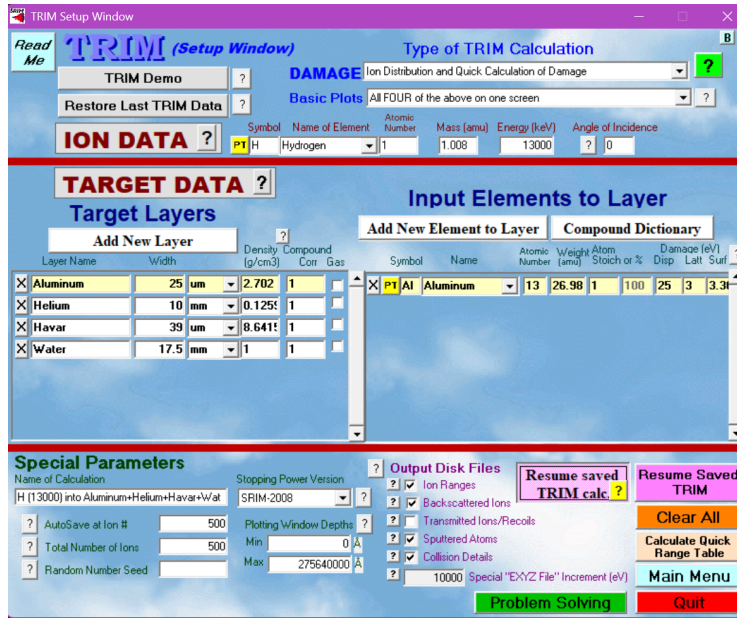 TRIM Setup Window
Read Me
TRIM (Setup Window)
Type of TRIM Calculation
B
TRIM Demo ?
DAMAGE Ion Distribution and Quick Calculation of Damage ?
Restore Last TRIM Data ?
Basic Plots All FOUR of the above on one screen ?
ION DATA ?
Symbol Name of Element Atomic Number Mass (amu) Energy (keV) Angle of Incidence
PT H Hydrogen 1 1.008 13000 ? 0
TARGET DATA ?
Target Layers
Input Elements to Layer
Add New Layer ?
Add New Element to Layer Compound Dictionary
Layer Name Width Density (g/cm3) Compound Corr Gas
Symbol Name Atomic Number Weight (amu) Atom Stoich or % Damage (eV) Disp Latt Surf
X Aluminum 25 um 2.702 1
X PT Al Aluminum 13 26.98 1 100 25 3 3.36
X Helium 10 mm 0.1259 1
X Havar 39 um 8.6415 1
X Water 17.5 mm 1 1
Special Parameters
Name of Calculation
H (13000) into Aluminum+Helium+Havar+Wat
Stopping Power Version
SRIM-2008 ?
? AutoSave at Ion # 500
? Total Number of Ions 500
? Random Number Seed
Plotting Window Depths ?
Min 0 Å
Max 275640000 Å
? Output Disk Files
? Ion Ranges
? Backscattered Ions
? Transmitted Ions/Recoils
? Sputtered Atoms
? Collision Details
? 10000 Special "EXYZ File" Increment (eV)
Resume saved TRIM calc. ?
Resume Saved TRIM
Clear All
Calculate Quick Range Table
Main Menu
Problem Solving
Quit